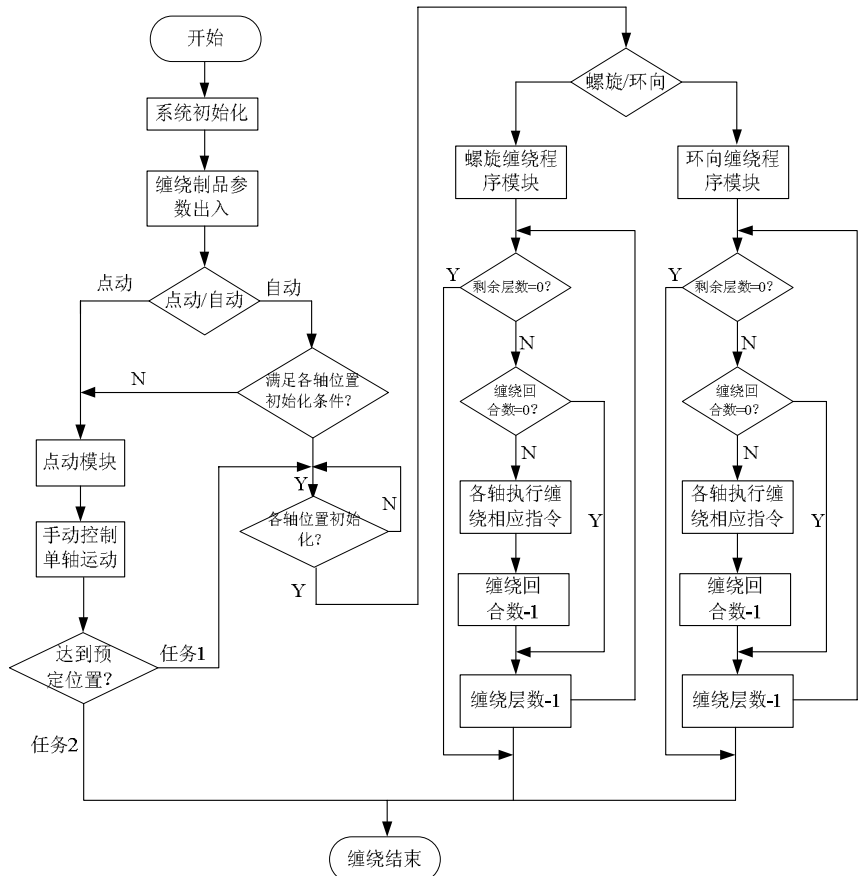 开始
系统初始化
缠绕制品参
数出入
点动/自动
点动
自动
满足各轴位置
初始化条件?
N
Y
点动模块
手动控制
单轴运动
各轴位置初始
化?
N
Y
达到预
定位置?
任务1
任务2
螺旋/环向
螺旋缠绕程
序模块
剩余层数=0?
Y
N
缠绕回
合数=0?
N
Y
各轴执行缠
绕相应指令
缠绕回
合数-1
缠绕层数-1
环向缠绕程
序模块
剩余层数=0?
Y
N
缠绕回
合数=0?
N
Y
各轴执行缠
绕相应指令
缠绕回
合数-1
缠绕层数-1
缠绕结束